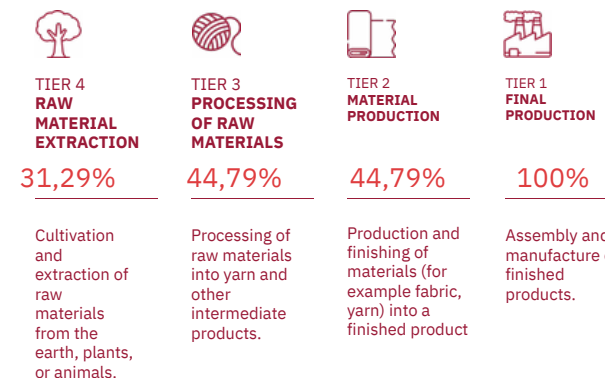 TIER 4
RAW
MATERIAL
EXTRACTION
31,29%
Cultivation
and
extraction of
raw
materials
from the
earth, plants,
or animals.
TIER 3
PROCESSING
OF RAW
MATERIALS
44,79%
Processing of
raw materials
into yarn and
other
intermediate
products.
TIER 2
MATERIAL
PRODUCTION
44,79%
Production and
finishing of
materials (for
example fabric,
yarn) into a
finished product
TIER 1
FINAL
PRODUCTION
100%
Assembly and
manufacture
finished
products.